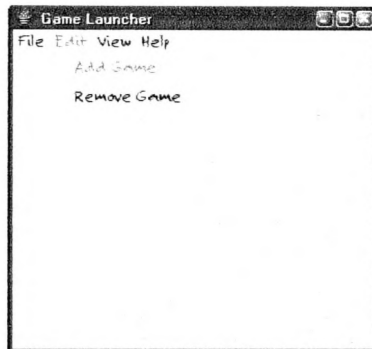 Game Launcher
File Edit View Help
Add Game
Remove Game